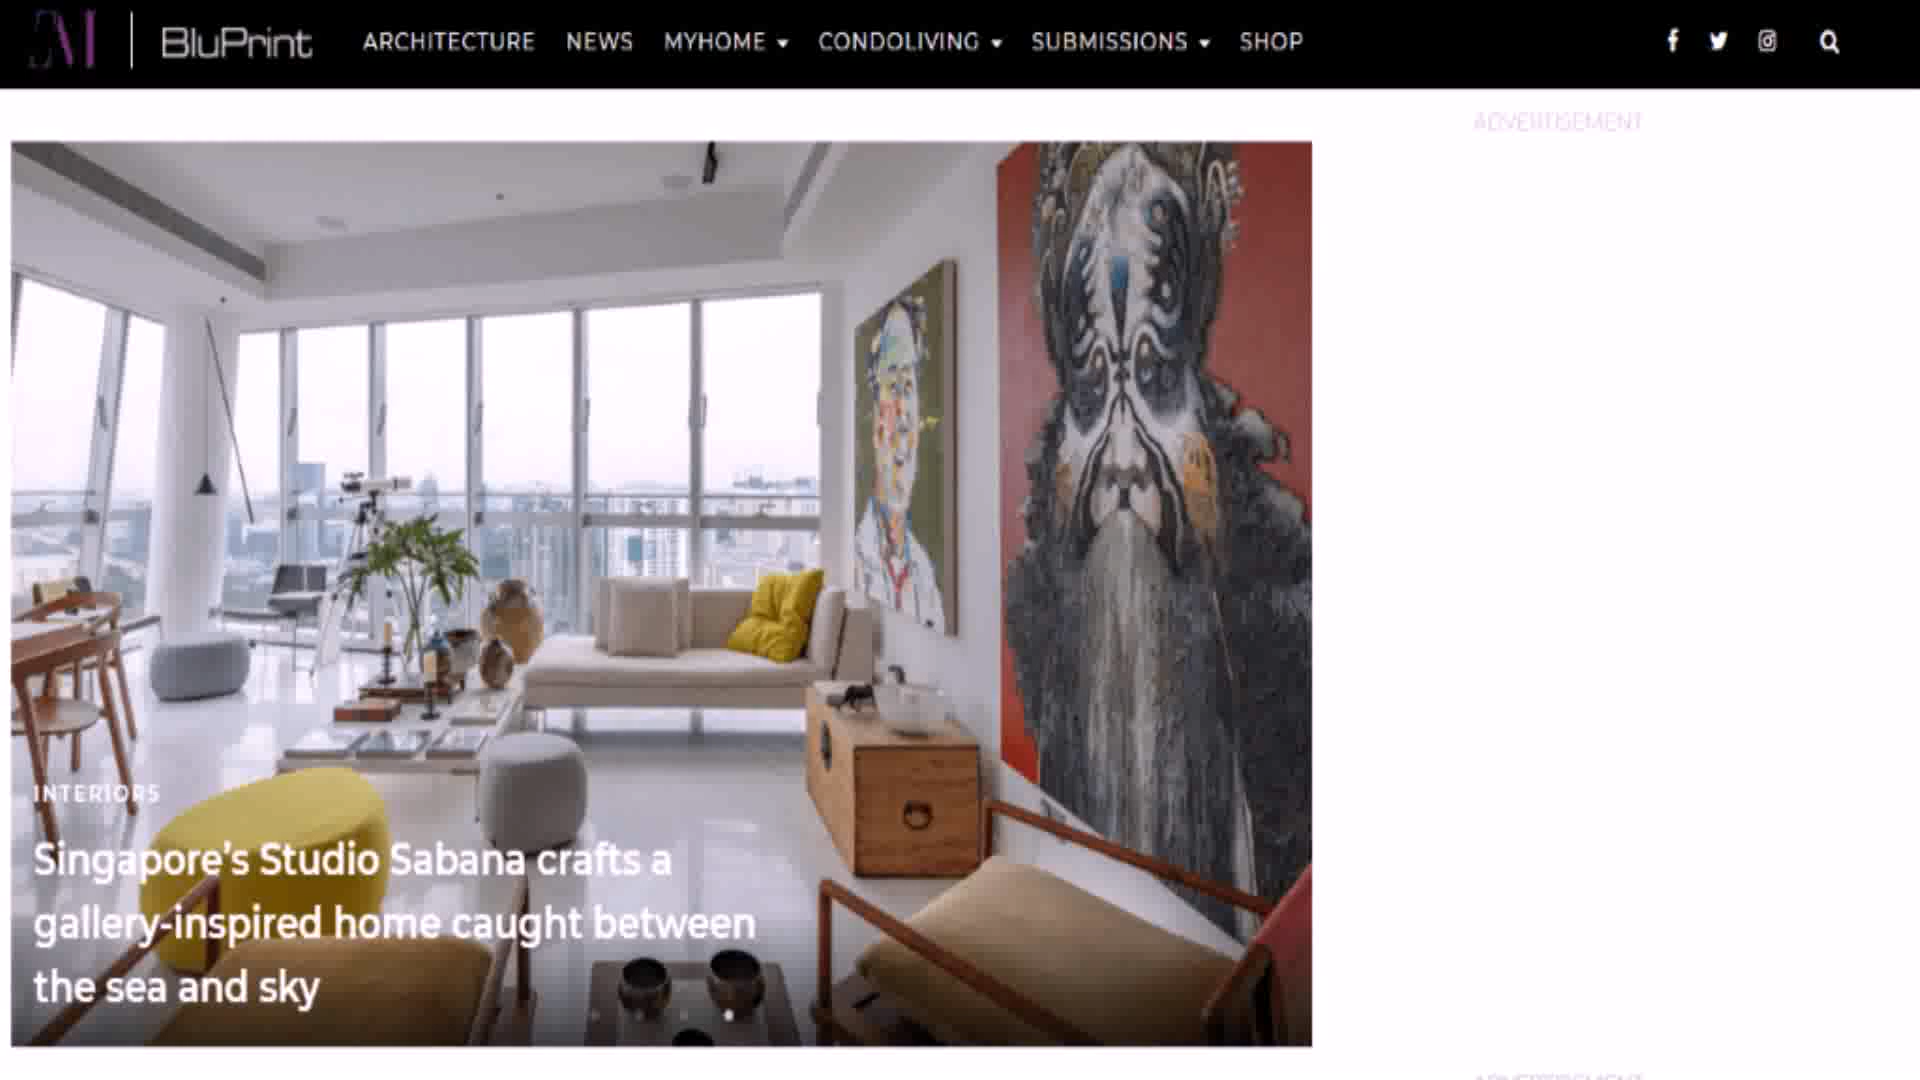 BluPrint
ARCHITECTURE NEWS MYHOME CONDOLIVING SUBMISSIONS SHOP
ADVERTISEMENT
INTERIORS
Singapore's Studio Sabana crafts a
gallery-inspired home caught between
the sea and sky
ADVERTISEMENT